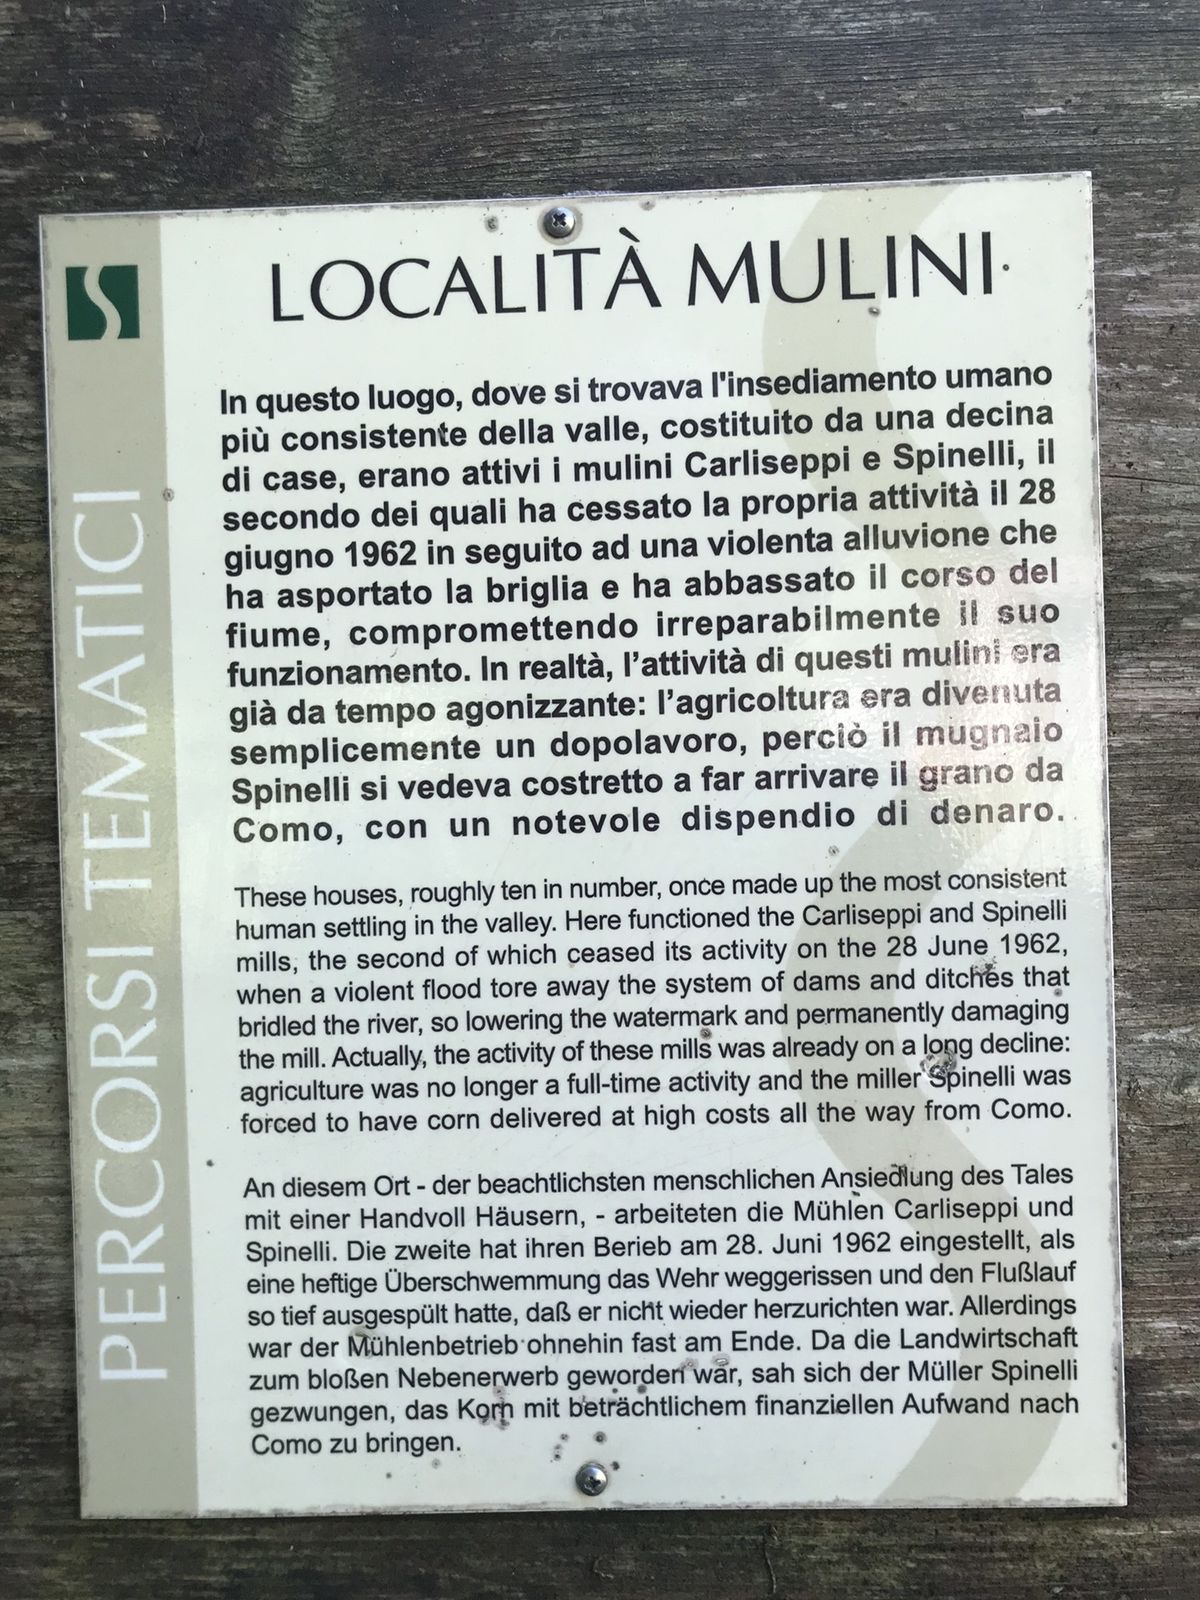 LOCALITÀ MULINI
In questo luogo, dove si trovava l'insediamento umano
più consistente della valle, costituito da una decina
di case, erano attivi i mulini Carliseppi e Spinelli, il
secondo dei quali ha cessato la propria attività il 28
giugno 1962 in seguito ad una violenta alluvione che
ha asportato la briglia e ha abbassato il corso del
fiume, compromettendo irreparabilmente il suo
funzionamento. In realtà, l’attività di questi mulini era
già da tempo agonizzante: l’agricoltura era divenuta
semplicemente un dopolavoro, perciò il mugnaio
Spinelli si vedeva costretto a far arrivare il grano da
Como, con un notevole dispendio di denaro.
These houses, roughly ten in number, once made up the most consistent
human settling in the valley. Here functioned the Carliseppi and Spinelli
mills, the second of which ceased its activity on the 28 June 1962,
when a violent flood tore away the system of dams and ditches that
bridled the river, so lowering the watermark and permanently damaging
the mill. Actually, the activity of these mills was already on a long decline:
agriculture was no longer a full-time activity and the miller Spinelli was
forced to have corn delivered at high costs all the way from Como.
An diesem Ort - der beachtlichsten menschlichen Ansiedlung des Tales
mit einer Handvoll Häusern, - arbeiteten die Mühlen Carliseppi und
Spinelli. Die zweite hat ihren Berieb am 28. Juni 1962 eingestellt, als
eine heftige Überschwemmung das Wehr weggerissen und den Flußlauf
so tief ausgespült hatte, daß er nicht wieder herzurichten war. Allerdings
war der Mühlenbetrieb ohnehin fast am Ende. Da die Landwirtschaft
zum bloßen Nebenerwerb geworden war, sah sich der Müller Spinelli
gezwungen, das Korn mit beträchtlichem finanziellen Aufwand nach
Como zu bringen.
PERCORSI TEMATICI